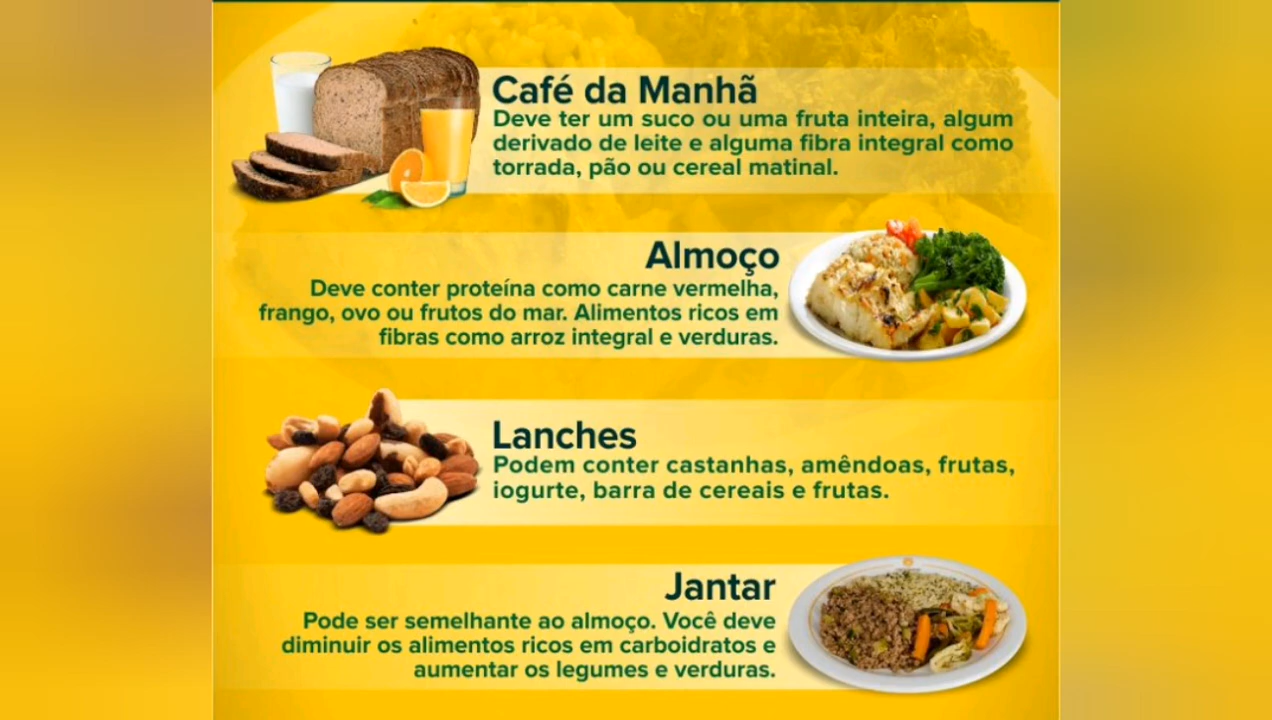 Café da Manhã
Deve ter um suco ou uma fruta inteira, algum
derivado de leite e alguma fibra integral como
torrada, pão ou cereal matinal.
Almoço
Deve conter proteína como carne vermelha,
frango, ovo ou frutos do mar. Alimentos ricos em
fibras como arroz integral e verduras.
Lanches
Podem conter castanhas, amêndoas, frutas,
iogurte, barra de cereais e frutas.
Jantar
Pode ser semelhante ao almoço. Você deve
diminuir os alimentos ricos em carboidratos e
aumentar os legumes e verduras.